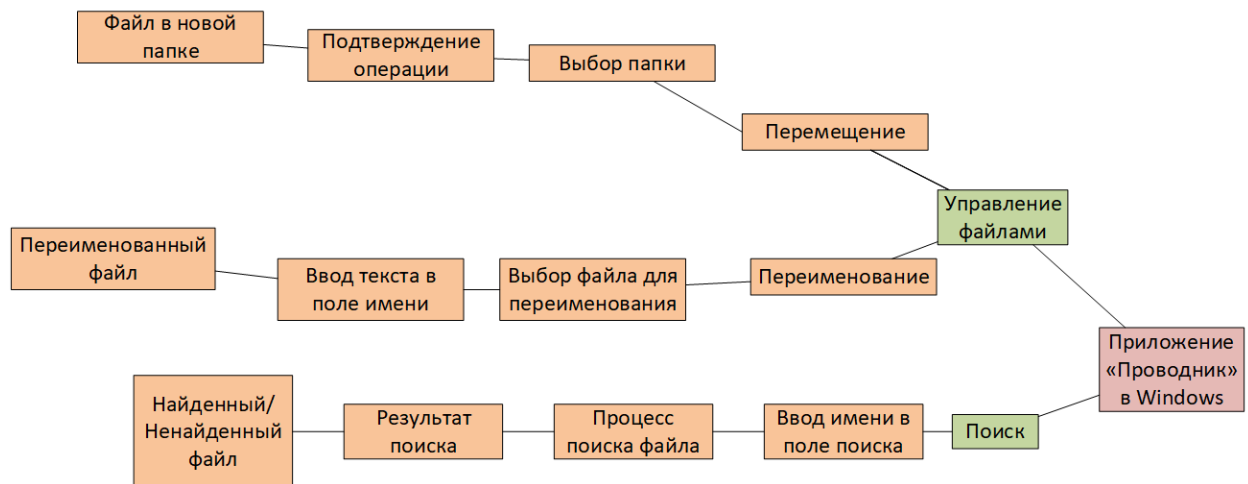 Файл в новой
папке
Подтверждение
операции
Выбор папки
Перемещение
Управление
файлами
Переименованный
файл
Ввод текста в
поле имени
Выбор файла для
переименования
Переименование
Приложение
«Проводник»
в Windows
Найденный/
Ненайденный
файл
Результат
поиска
Процесс
поиска файла
Ввод имени в
поле поиска
Поиск